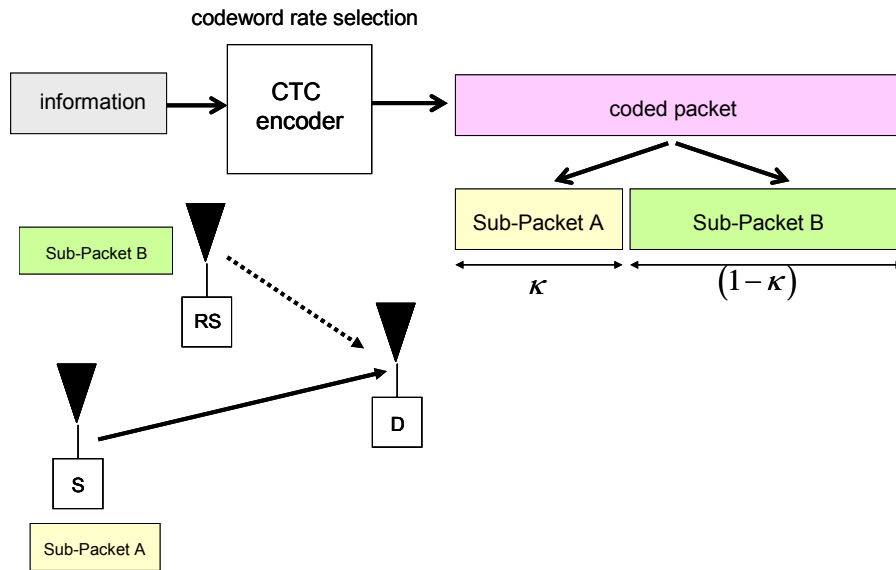 codeword rate selection
information
CTC
encoder
coded packet
Sub-Packet A
Sub-Packet B
κ
(1−κ)
Sub-Packet B
RS
D
S
Sub-Packet A